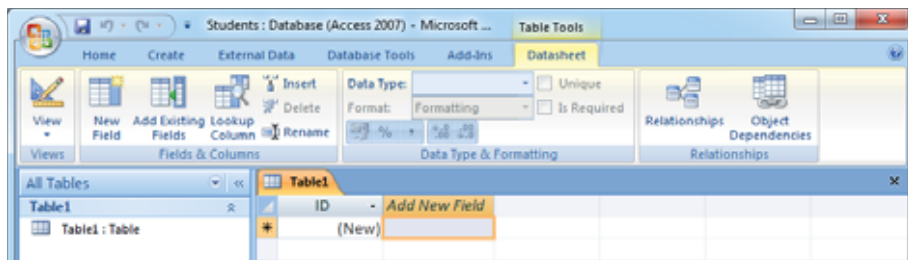 Students : Database (Access 2007) - Microsoft ...
Table Tools
Home Create External Data Database Tools Add-Ins Datasheet
View
New Field
Add Existing Fields
Lookup Column
Insert
Delete
Rename
Data Type:
Format: Formatting
% ,
Unique
Is Required
Relationships
Object Dependencies
Views Fields & Columns Data Type & Formatting Relationships
All Tables
Table1
Table1 : Table
Table1
ID Add New Field
(New)